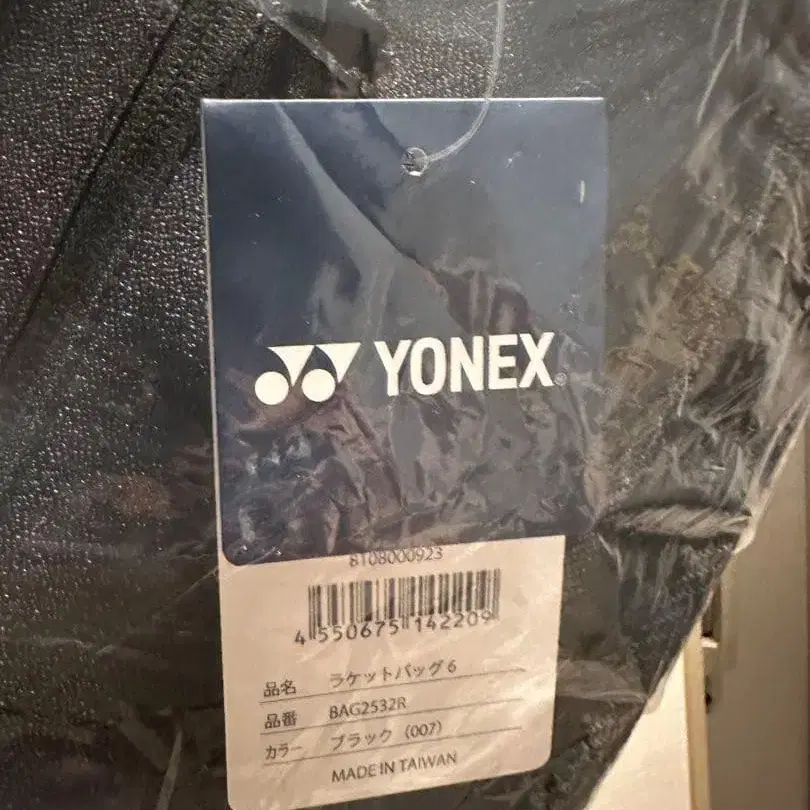 YONEX®
8108000923
4 550675 142209
品名 ラケットバッグ 6
品番 BAG2532R
カラー ブラック (007)
MADE IN TAIWAN